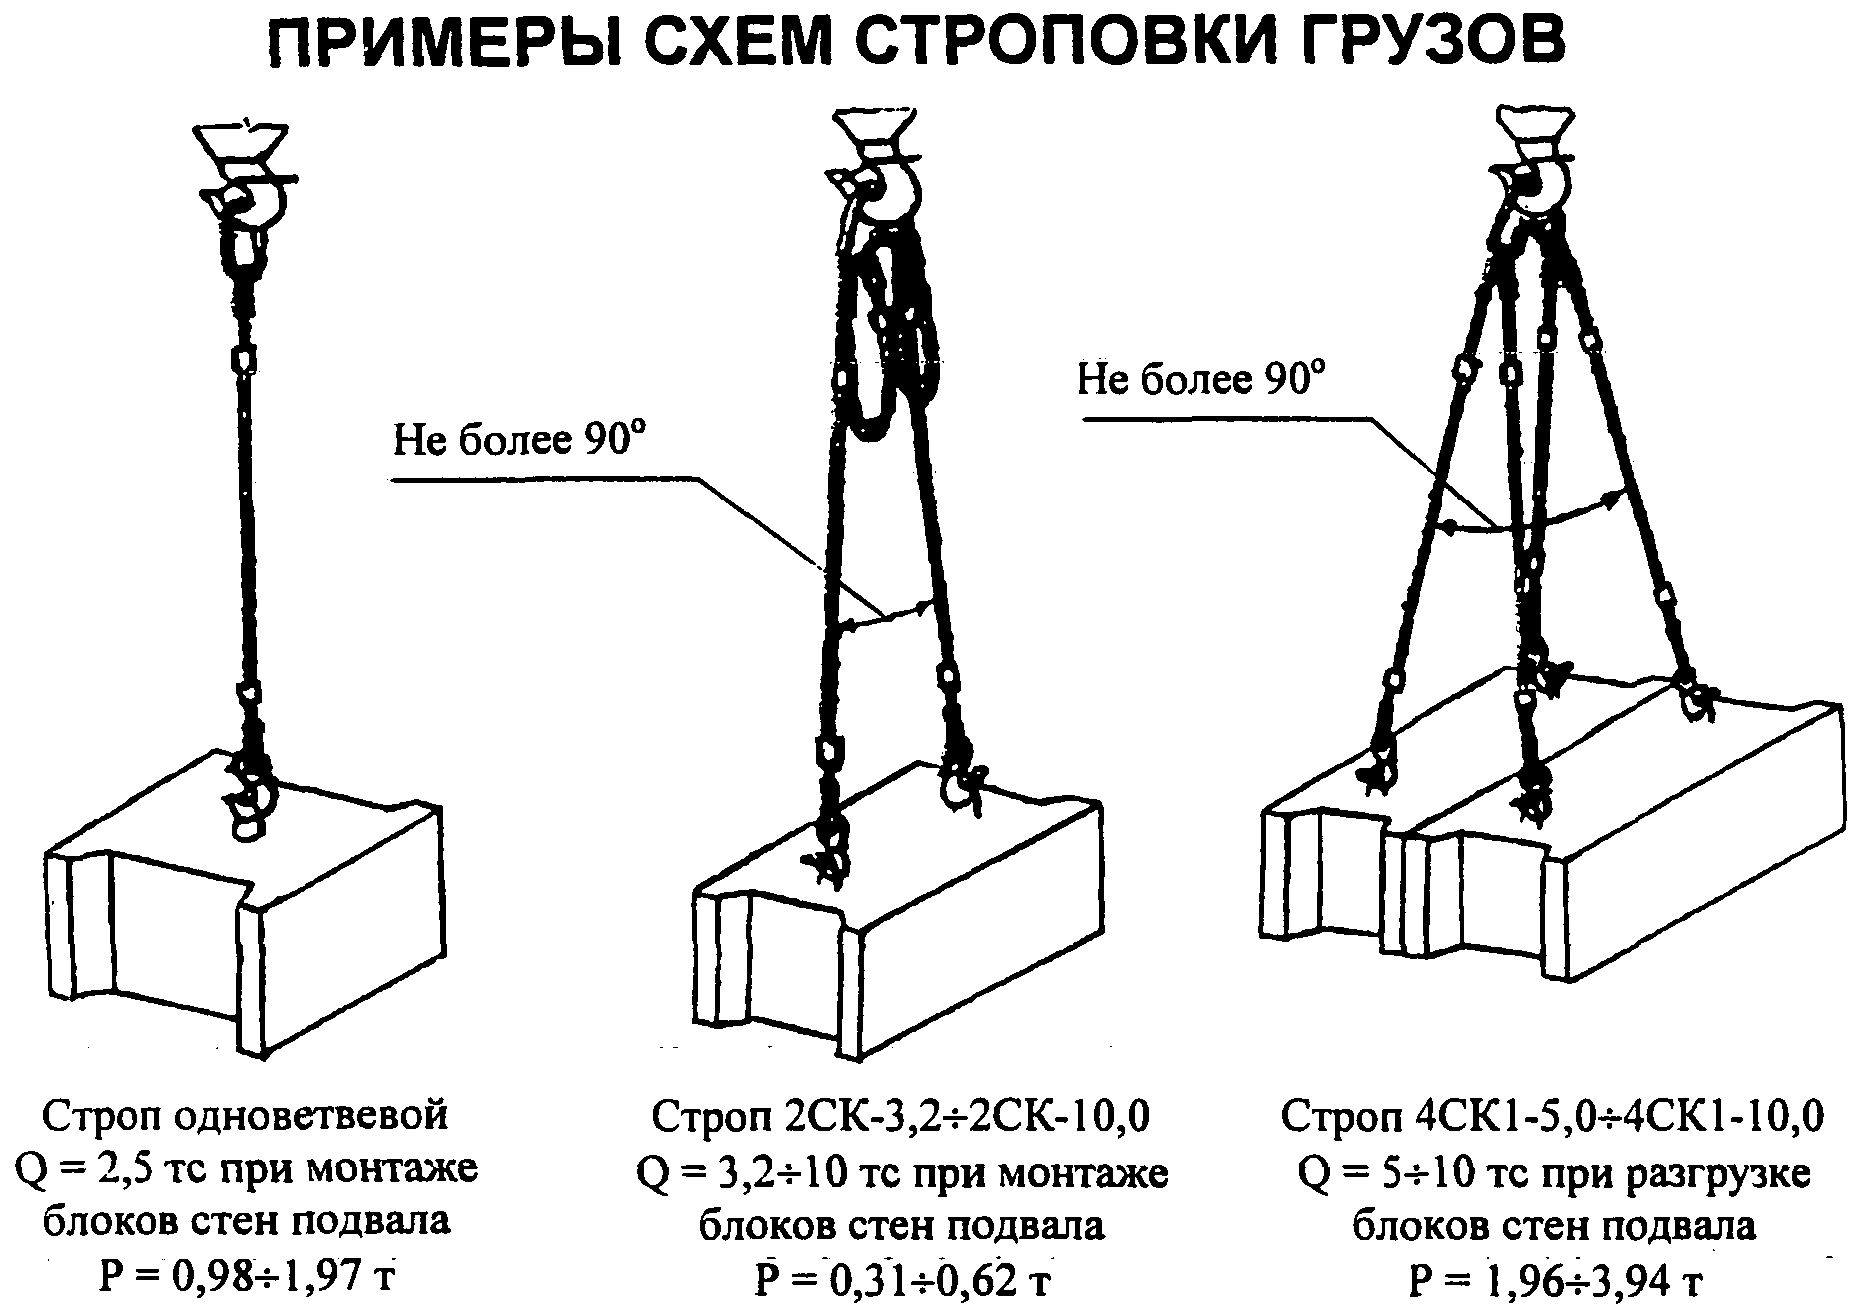 ПРИМЕРЫ СХЕМ СТРОПОВКИ ГРУЗОВ
Не более 90°
Не более 90°
Строп одноветвевой
Q = 2,5 тс при монтаже
блоков стен подвала
P = 0,98÷1,97 т
Строп 2СК-3,2÷2СК-10,0
Q = 3,2÷10 тс при монтаже
блоков стен подвала
P = 0,31÷0,62 т
Строп 4СК1-5,0÷4СК1-10,0
Q = 5÷10 тс при разгрузке
блоков стен подвала
P = 1,96÷3,94 т